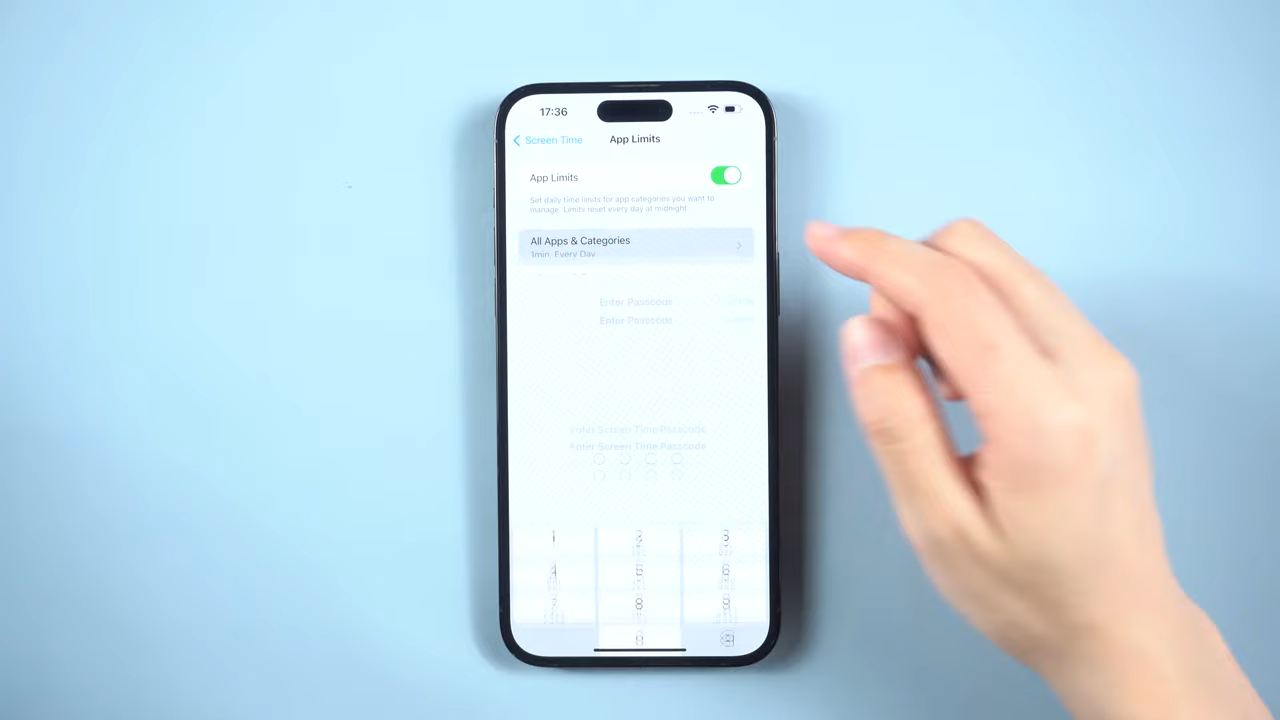 17:36
Screen Time App Limits
App Limits
Set daily time limits for app categories you want to
manage. Limits reset every day at midnight.
All Apps & Categories
1min, Every Day
Enter Passcode
Enter Passcode
Enter Screen Time Passcode
Enter Screen Time Passcode
1
4
8